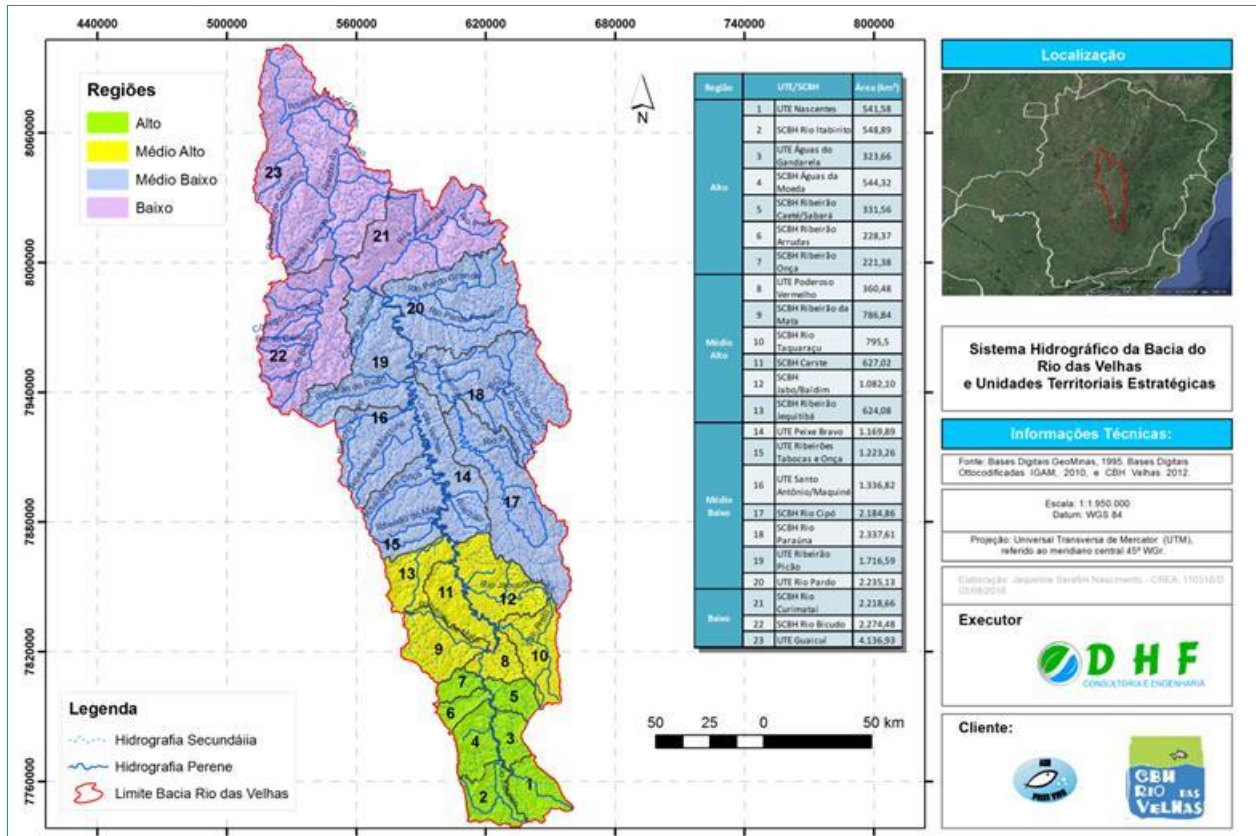 440000 500000 560000 620000 680000 740000 800000
8060000
8000000
7940000
7880000
7820000
7760000
Regiões
Alto
Médio Alto
Médio Baixo
Baixo
N
23
21
22
20
19
18
16
14
17
15
13
11
12
9
8
10
7
5
6
4
3
2
1
Rio Pardo Grande
Legenda
Hidrografia Secundáiia
Hidrografia Perene
Limite Bacia Rio das Velhas
50 25 0 50 km
Região UTE/SCBH Área (km²)
Alto
1 UTE Nascentes 541,58
2 SCBH Rio Itabirito 548,89
3 UTE Águas do Gandarela 323,66
4 SCBH Águas da Moeda 544,32
5 SCBH Ribeirão Caeté/Sabará 331,56
6 SCBH Ribeirão Arrudas 228,37
7 SCBH Ribeirão Onça 221,38
Médio Alto
8 UTE Poderoso Vermelho 360,48
9 SCBH Ribeirão da Mata 786,84
10 SCBH Rio Taquaraçu 795,5
11 SCBH Carste 627,02
12 SCBH Jabo/Baldim 1.082,10
13 SCBH Ribeirão Jequitibá 624,08
Médio Baixo
14 UTE Peixe Bravo 1.169,89
15 UTE Ribeirões Tabocas e Onça 1.223,26
16 UTE Santo Antônio/Maquiné 1.336,82
17 SCBH Rio Cipó 2.184,86
18 SCBH Rio Paraúna 2.337,61
19 UTE Ribeirão Picão 1.716,59
20 UTE Rio Pardo 2.235,13
Baixo
21 SCBH Rio Curimataí 2.218,66
22 SCBH Rio Bicudo 2.274,48
23 UTE Guaicuí 4.136,93
Localização
Sistema Hidrográfico da Bacia do
Rio das Velhas
e Unidades Territoriais Estratégicas
Informações Técnicas:
Fonte: Bases Digitais GeoMinas, 1995. Bases Digitais
Ottocodificadas IGAM, 2010, e CBH Velhas 2012.
Escala: 1:1.950.000
Datum: WGS 84
Projeção: Universal Transversa de Mercator (UTM),
referido ao meridiano central 45º WGr.
Elaboração: Jaqueline Serafim Nascimento - CREA: 110316/D
Executor
DHF
CONSULTORIA E ENGENHARIA
Cliente:
CBH
RIO DAS
VELHAS